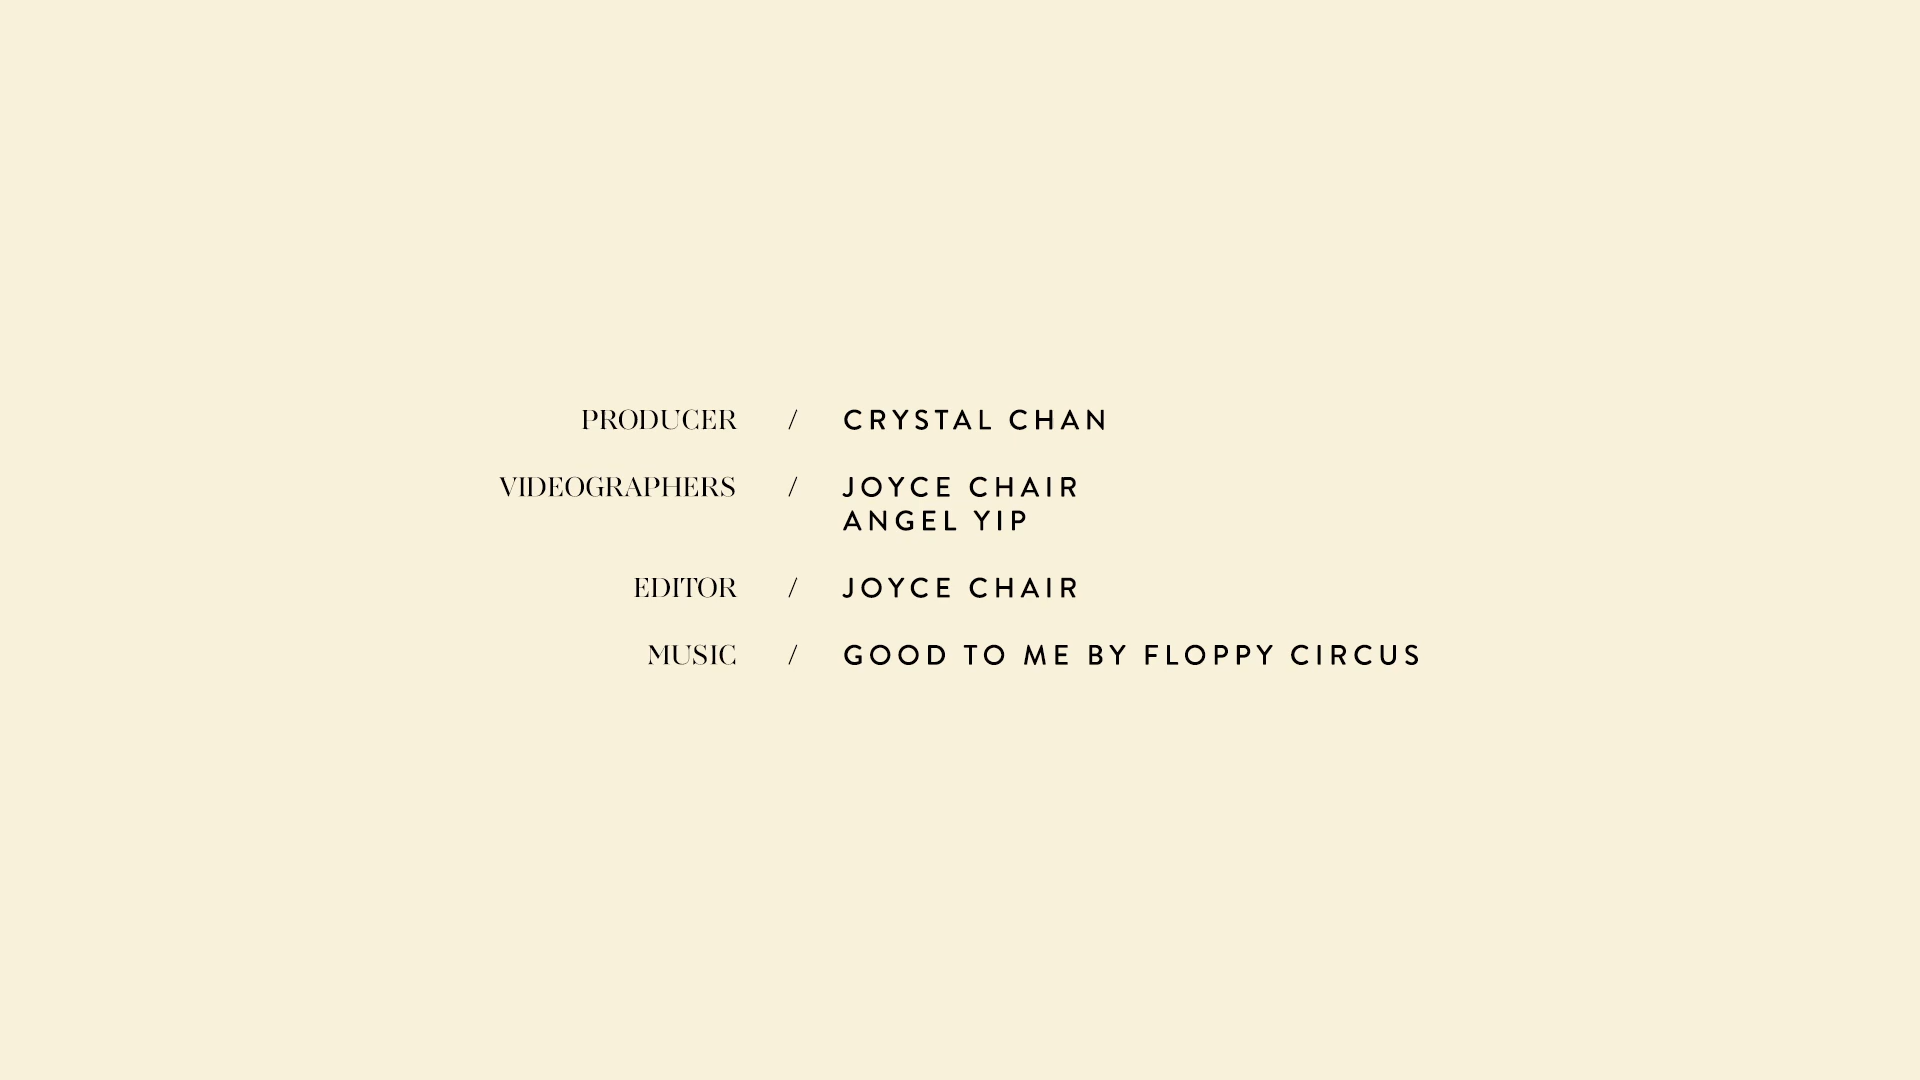 PRODUCER / CRYSTAL CHAN
VIDEOGRAPHERS / JOYCE CHAIR
ANGEL YIP
EDITOR / JOYCE CHAIR
MUSIC / GOOD TO ME BY FLOPPY CIRCUS